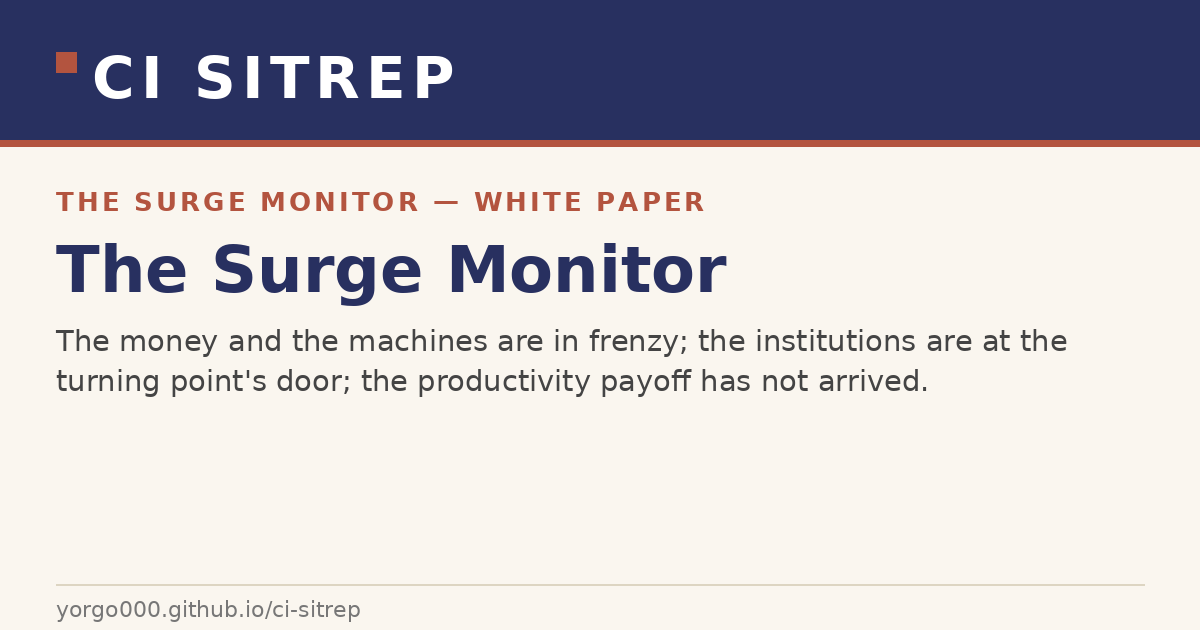 CI SITREP
THE SURGE MONITOR — WHITE PAPER
The Surge Monitor
The money and the machines are in frenzy; the institutions are at the
turning point's door; the productivity payoff has not arrived.
yorgo000.github.io/ci-sitrep